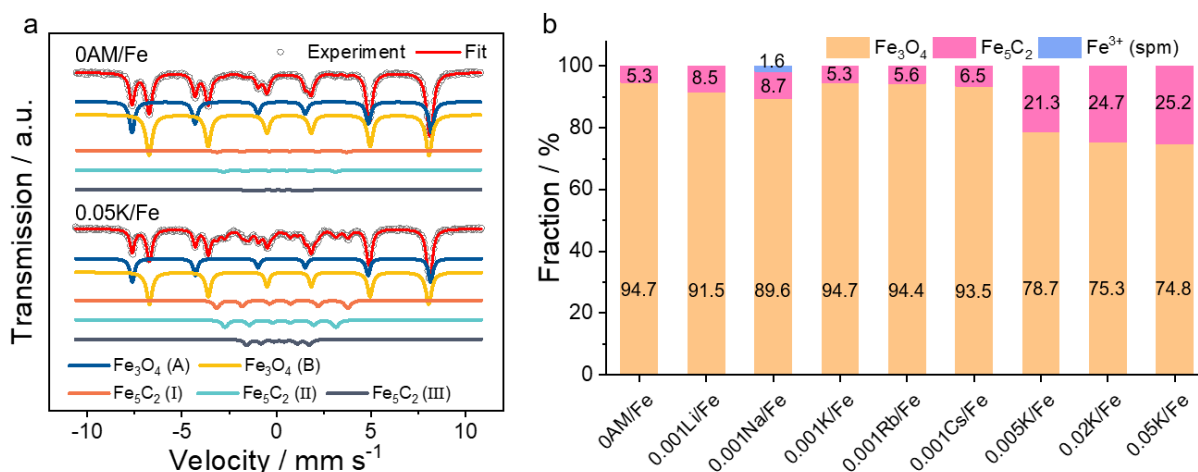 a
0AM/Fe
Experiment
Fit
0.05K/Fe
Fe₃O₄ (A)
Fe₃O₄ (B)
Fe₅C₂ (I)
Fe₅C₂ (II)
Fe₅C₂ (III)
-10 -5 0 5 10
Velocity / mm s⁻¹
Transmission / a.u.
b
Fe₃O₄
Fe₅C₂
Fe³⁺ (spm)
100
80
60
40
20
0
Fraction / %
1.6
5.3 8.5 8.7 5.3 5.6 6.5 21.3 24.7 25.2
94.7 91.5 89.6 94.7 94.4 93.5 78.7 75.3 74.8
0AM/Fe
0.001Li/Fe
0.001Na/Fe
0.001K/Fe
0.001Rb/Fe
0.001Cs/Fe
0.005K/Fe
0.02K/Fe
0.05K/Fe